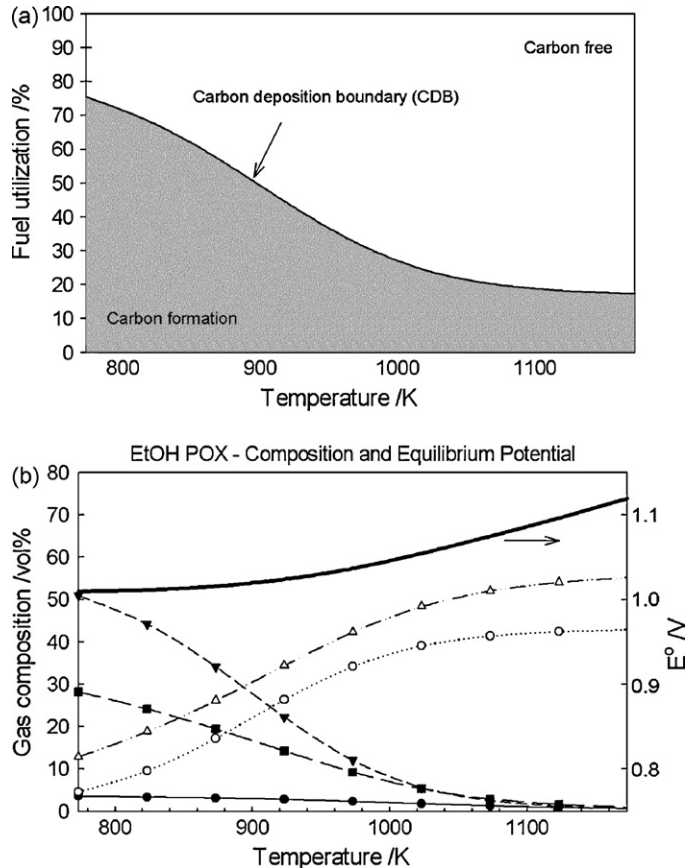 (a)
100
90
80
70
60
50
40
30
20
10
0
Fuel utilization /%
Carbon free
Carbon deposition boundary (CDB)
Carbon formation
800 900 1000 1100
Temperature /K
EtOH POX - Composition and Equilibrium Potential
(b)
80
70
60
50
40
30
20
10
0
Gas composition /vol%
1.1
1.0
0.9
0.8
E° /V
800 900 1000 1100
Temperature /K